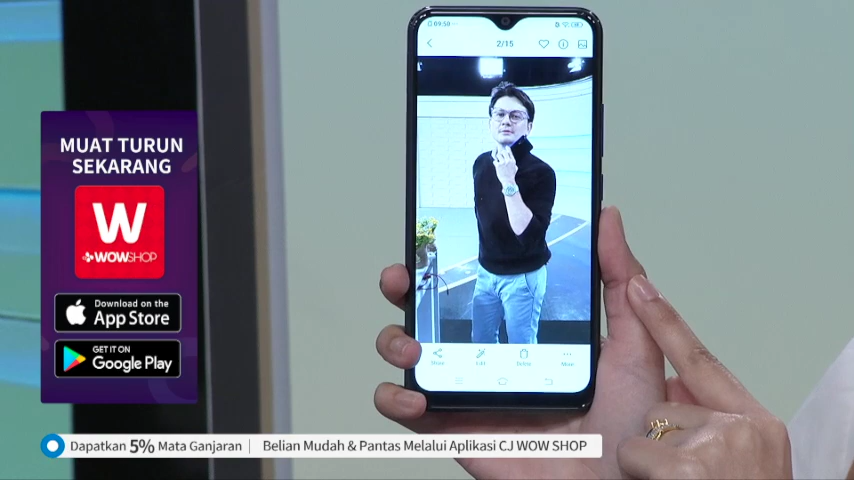 09:50
2/15
MUAT TURUN
SEKARANG
W
WOWSHOP
Download on the
App Store
GET IT ON
Google Play
Share
Edit
Delete
More
Dapatkan 5% Mata Ganjaran | Belian Mudah & Pantas Melalui Aplikasi CJ WOW SHOP